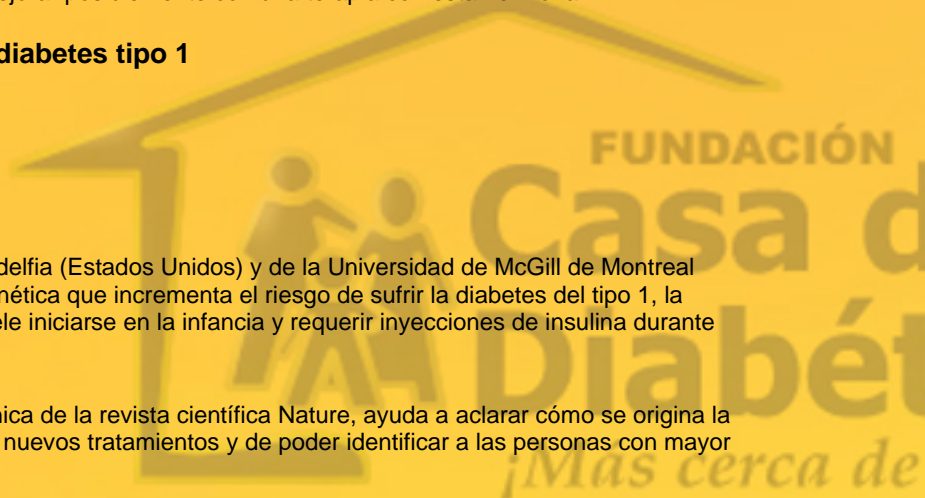 diabetes tipo 1
FUNDACIÓN
Casa d
delfia (Estados Unidos) y de la Universidad de McGill de Montreal
nética que incrementa el riesgo de sufrir la diabetes del tipo 1, la
ele iniciarse en la infancia y requerir inyecciones de insulina durante
Diabét
nica de la revista científica Nature, ayuda a aclarar cómo se origina la
nuevos tratamientos y de poder identificar a las personas con mayor
¡Más cerca de